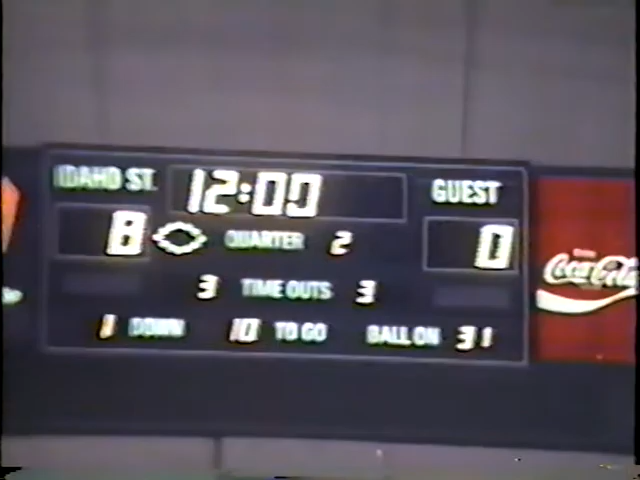 IDAHO ST. 12:00 GUEST
8 QUARTER 2 0
3 TIME OUTS 3
1 DOWN 10 TO GO BALL ON 31
Coca-Cola